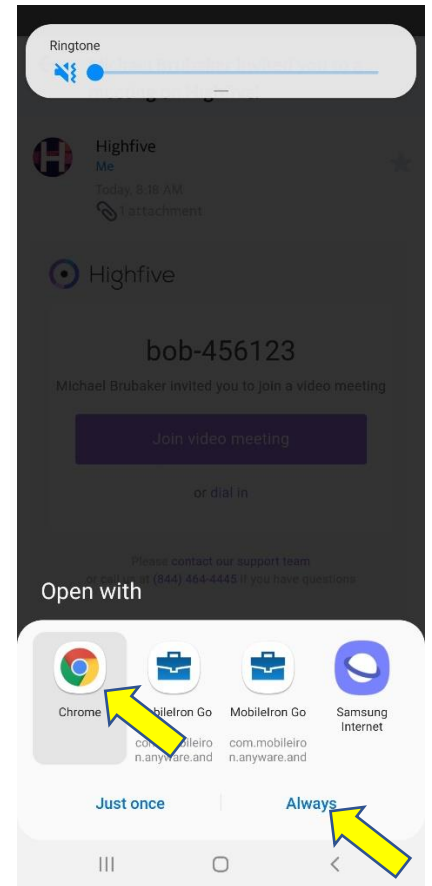 Ringtone
Highfive
Me
Today, 8:18 AM
1 attachment
Highfive
bob-456123
Michael Brubaker invited you to join a video meeting
Join video meeting
or dial in
Please contact our support team
at (844) 464-4445 if you have questions
Open with
Chrome
MobileIron Go
com.mobileiro
n.anyware.and
MobileIron Go
com.mobileiro
n.anyware.and
Samsung
Internet
Just once
Always